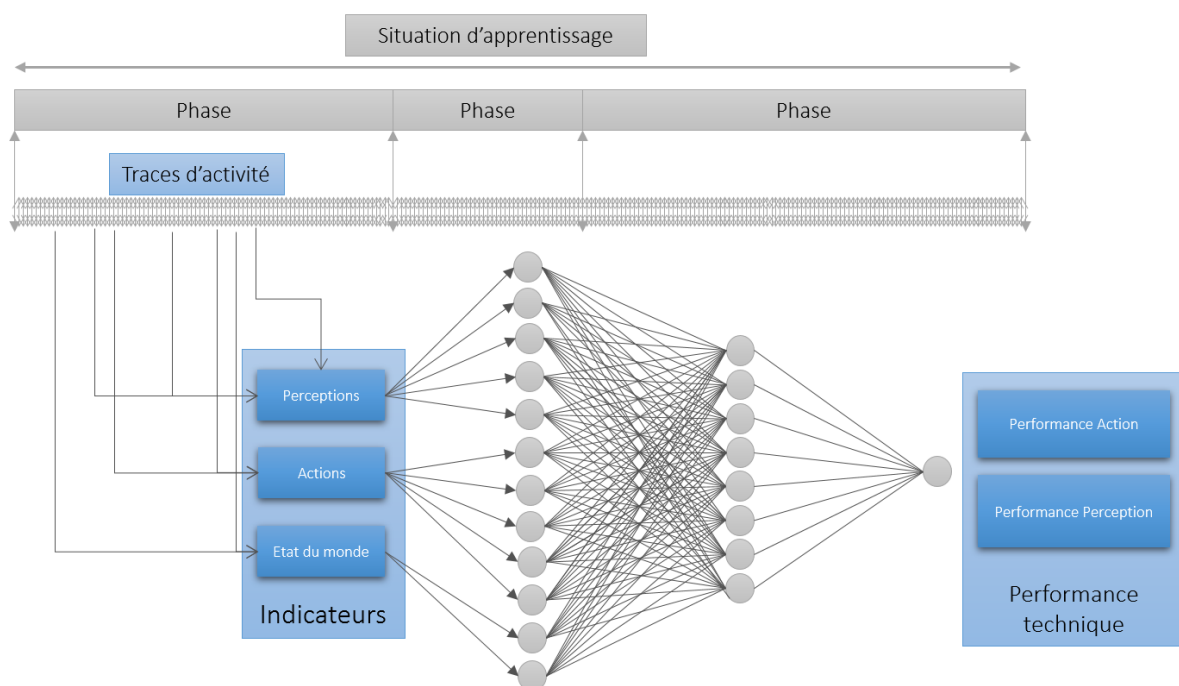 Situation d’apprentissage
Phase
Phase
Phase
Traces d’activité
Perceptions
Actions
Etat du monde
Indicateurs
Performance Action
Performance Perception
Performance
technique